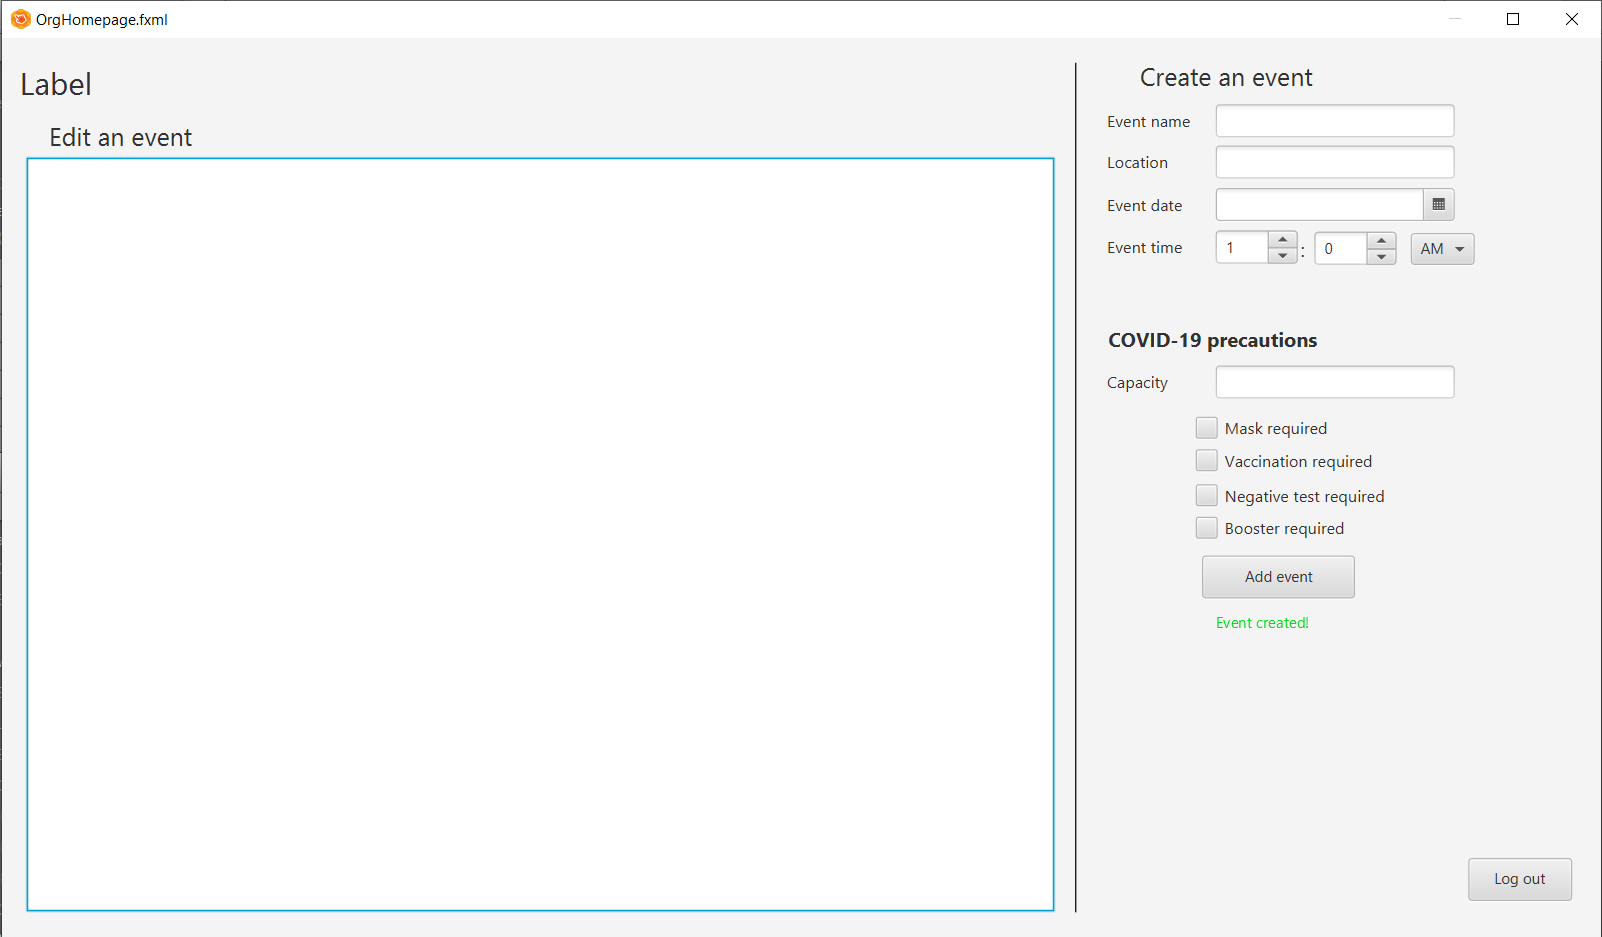 OrgHomepage.fxml
Label
Edit an event
Create an event
Event name
Location
Event date
Event time 1 : 0 AM
COVID-19 precautions
Capacity
Mask required
Vaccination required
Negative test required
Booster required
Add event
Event created!
Log out